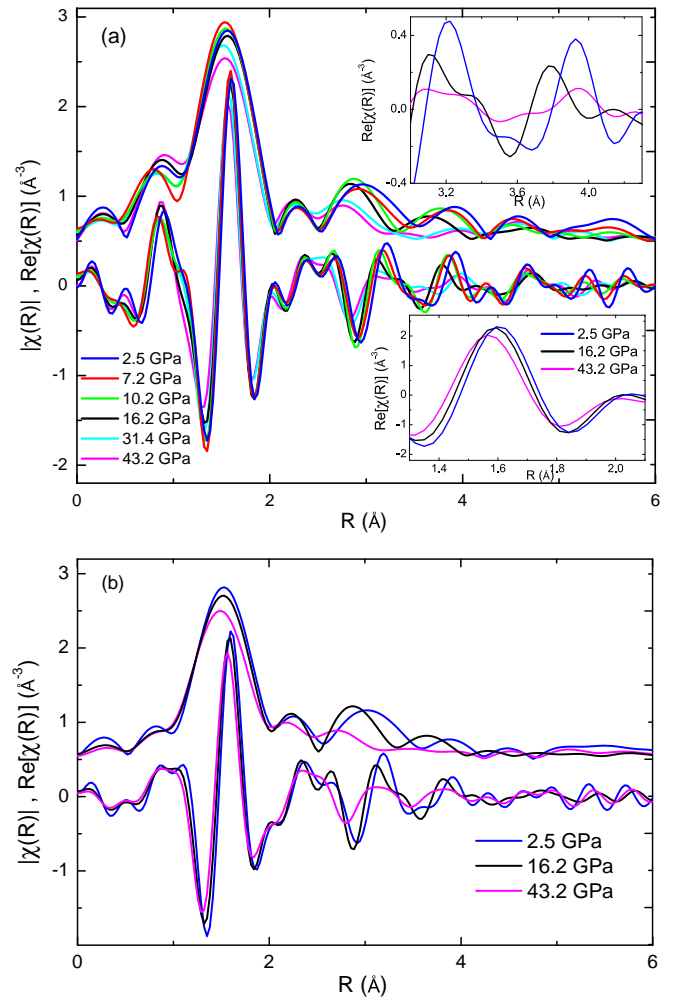 (a)
|χ(R)| , Re[χ(R)] (Å⁻³)
3
2
1
0
-1
-2
0
1
2
3
4
5
6
R (Å)
2.5 GPa
7.2 GPa
10.2 GPa
16.2 GPa
31.4 GPa
43.2 GPa
Re[χ(R)] (Å⁻³)
0.4
0.0
-0.4
3.2
3.6
4.0
R (Å)
Re[χ(R)] (Å⁻³)
2
1
0
-1
-2
1.4
1.6
1.8
2.0
R (Å)
2.5 GPa
16.2 GPa
43.2 GPa
(b)
|χ(R)| , Re[χ(R)] (Å⁻³)
3
2
1
0
-1
0
2
4
6
R (Å)
2.5 GPa
16.2 GPa
43.2 GPa